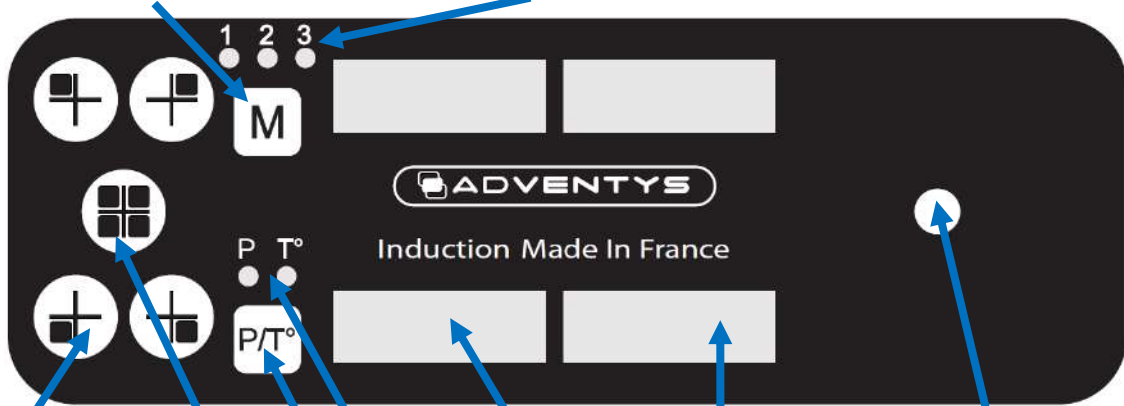 1 2 3
M
ADVENTYS
Induction Made In France
P T°
P/T°